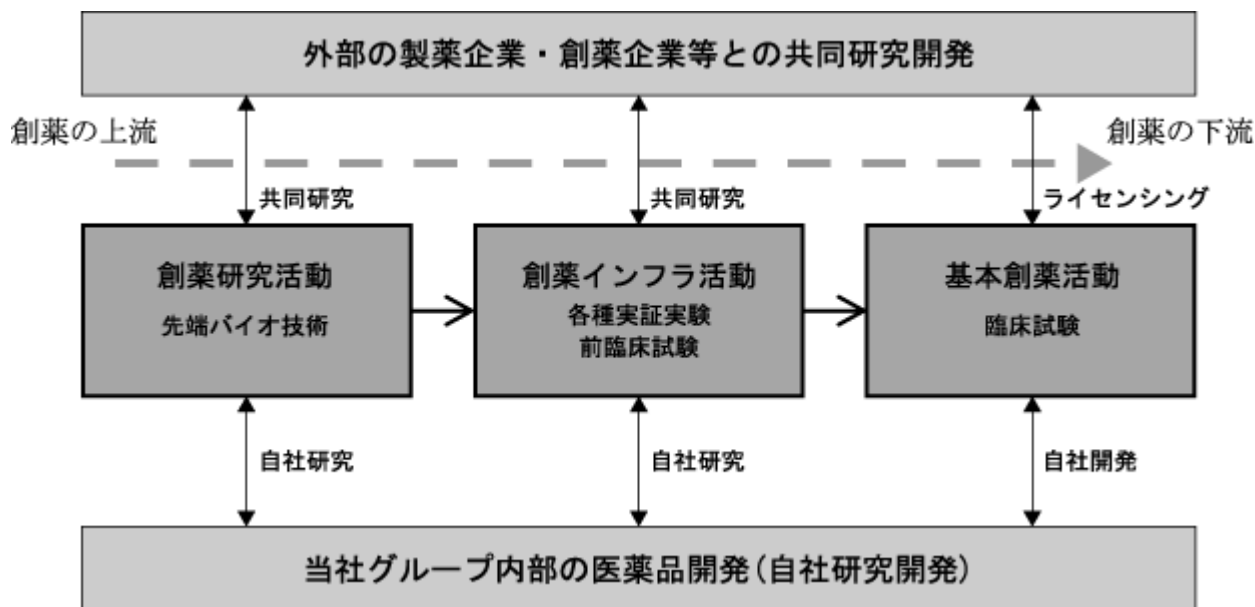 外部の製薬企業・創薬企業等との共同研究開発
創薬の上流
創薬の下流
共同研究
共同研究
ライセンシング
創薬研究活動
先端バイオ技術
創薬インフラ活動
各種実証実験
前臨床試験
基本創薬活動
臨床試験
自社研究
自社研究
自社開発
当社グループ内部の医薬品開発(自社研究開発)